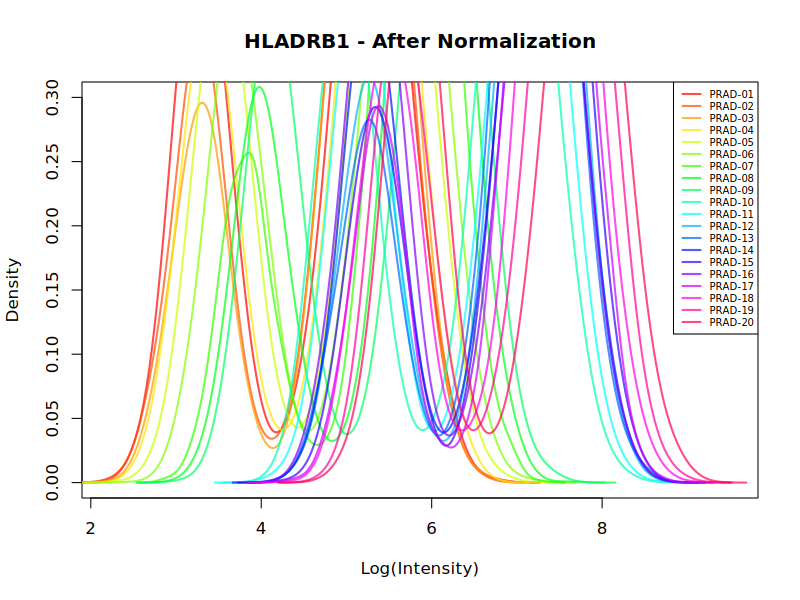 HLADRB1 - After Normalization
Density
0.30
0.25
0.20
0.15
0.10
0.05
0.00
PRAD-01
PRAD-02
PRAD-03
PRAD-04
PRAD-05
PRAD-06
PRAD-07
PRAD-08
PRAD-09
PRAD-10
PRAD-11
PRAD-12
PRAD-13
PRAD-14
PRAD-15
PRAD-16
PRAD-17
PRAD-18
PRAD-19
PRAD-20
2 4 6 8
Log(Intensity)